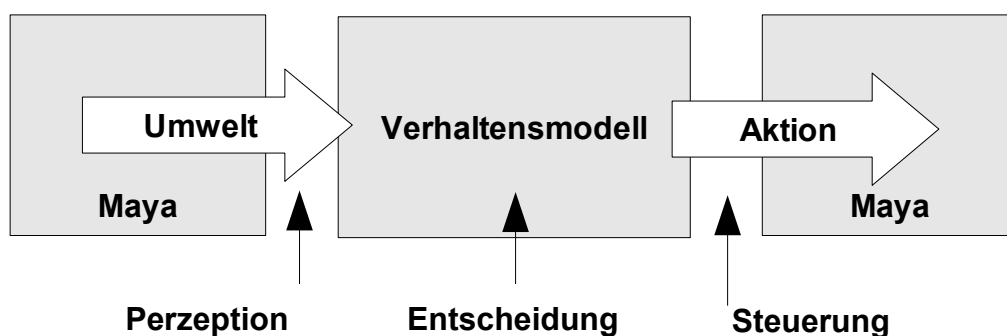 Umwelt
Verhaltensmodell
Aktion
Maya
Maya
Perzeption
Entscheidung
Steuerung